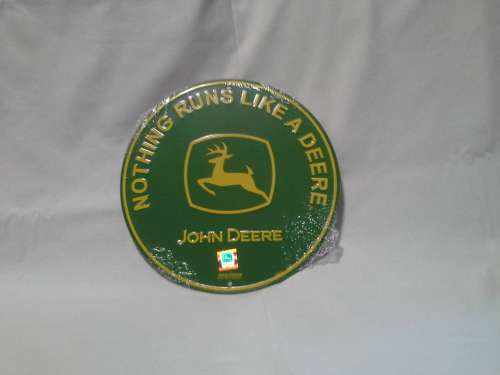 NOTHING RUNS LIKE A DEERE
JOHN DEERE